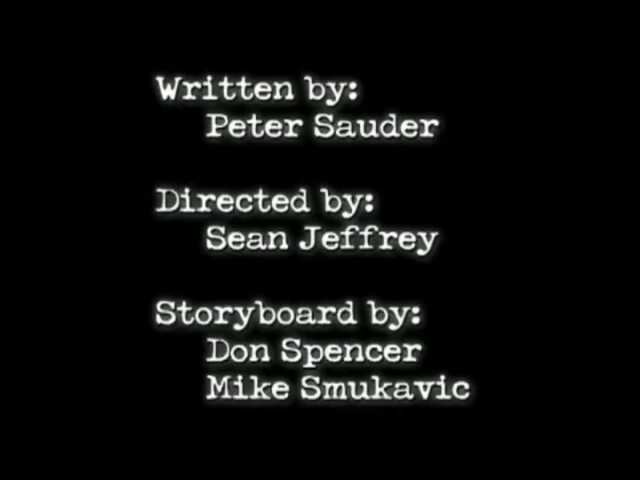 Written by:
Peter Sauder
Directed by:
Sean Jeffrey
Storyboard by:
Don Spencer
Mike Smukavic